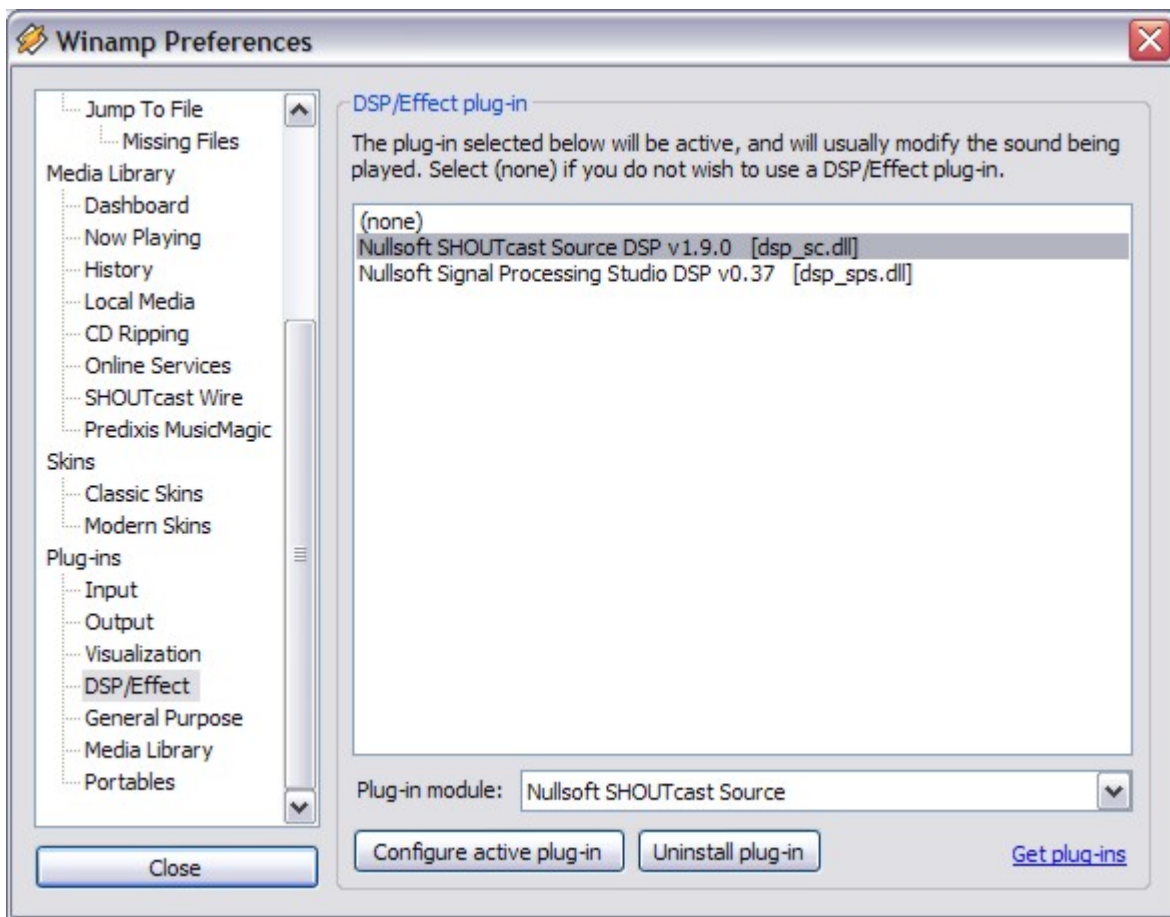 Winamp Preferences
Jump To File
Missing Files
Media Library
Dashboard
Now Playing
History
Local Media
CD Ripping
Online Services
SHOUTcast Wire
Predixis MusicMagic
Skins
Classic Skins
Modern Skins
Plug-ins
Input
Output
Visualization
DSP/Effect
General Purpose
Media Library
Portables
Close
DSP/Effect plug-in
The plug-in selected below will be active, and will usually modify the sound being
played. Select (none) if you do not wish to use a DSP/Effect plug-in.
(none)
Nullsoft SHOUTcast Source DSP v1.9.0 [dsp_sc.dll]
Nullsoft Signal Processing Studio DSP v0.37 [dsp_sps.dll]
Plug-in module: Nullsoft SHOUTcast Source
Configure active plug-in Uninstall plug-in Get plug-ins